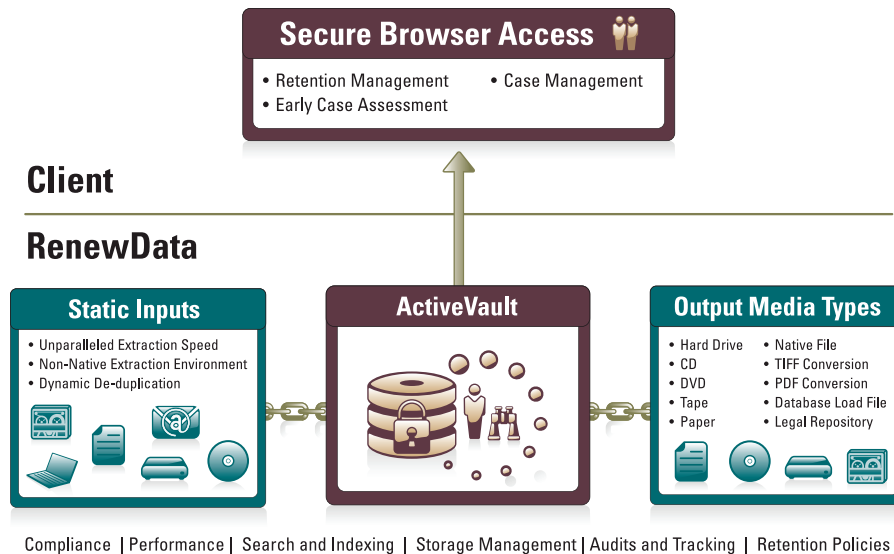 Secure Browser Access
• Retention Management
• Case Management
• Early Case Assessment
Client
RenewData
Static Inputs
• Unparalleled Extraction Speed
• Non-Native Extraction Environment
• Dynamic De-duplication
@
ActiveVault
Output Media Types
• Hard Drive
• CD
• DVD
• Tape
• Paper
• Native File
• TIFF Conversion
• PDF Conversion
• Database Load File
• Legal Repository
Compliance | Performance | Search and Indexing | Storage Management | Audits and Tracking | Retention Policies